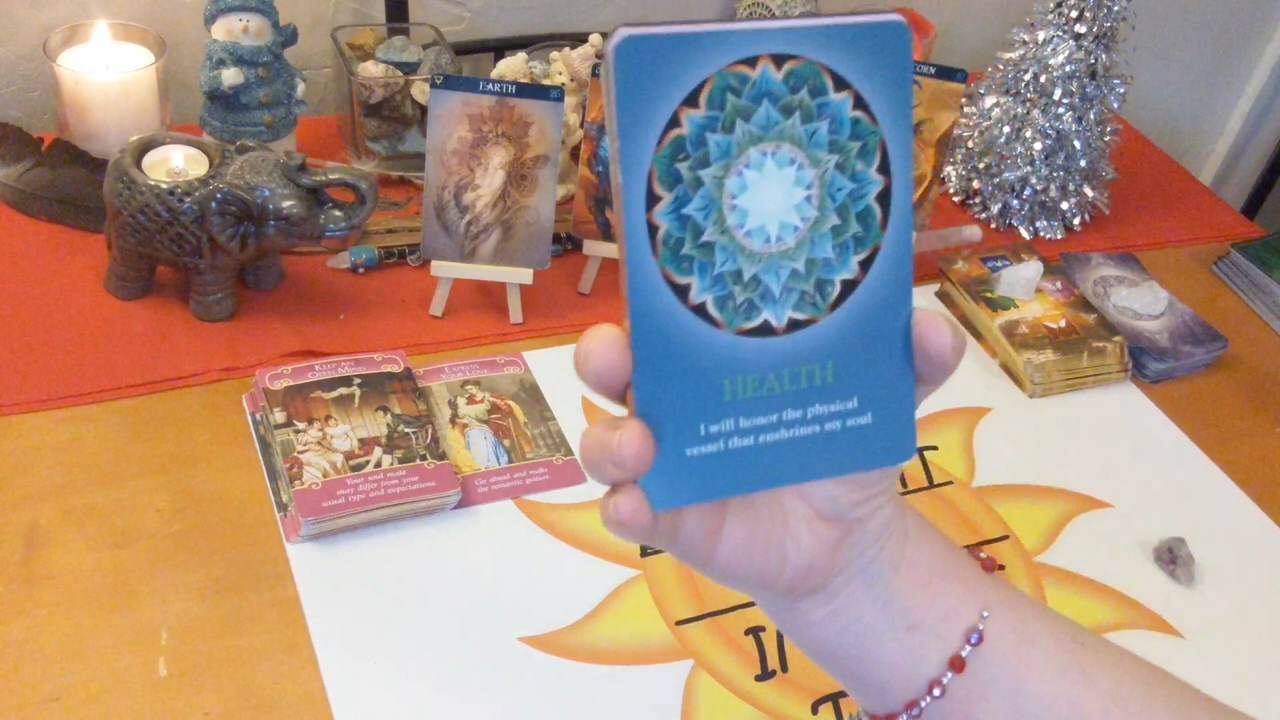 EARTH
CORN
HEALTH
I will honor the physical
vessel that enshrines my soul
KEEP AN
OPEN MIND
Your soul mate
may differ from your
usual type and expectations.
EXPRESS
YOUR LOVE
Go ahead and make
the romantic gesture.